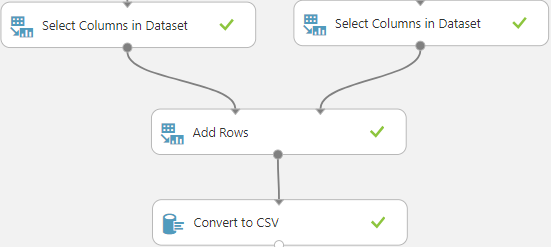 Select Columns in Dataset
Select Columns in Dataset
Add Rows
Convert to CSV